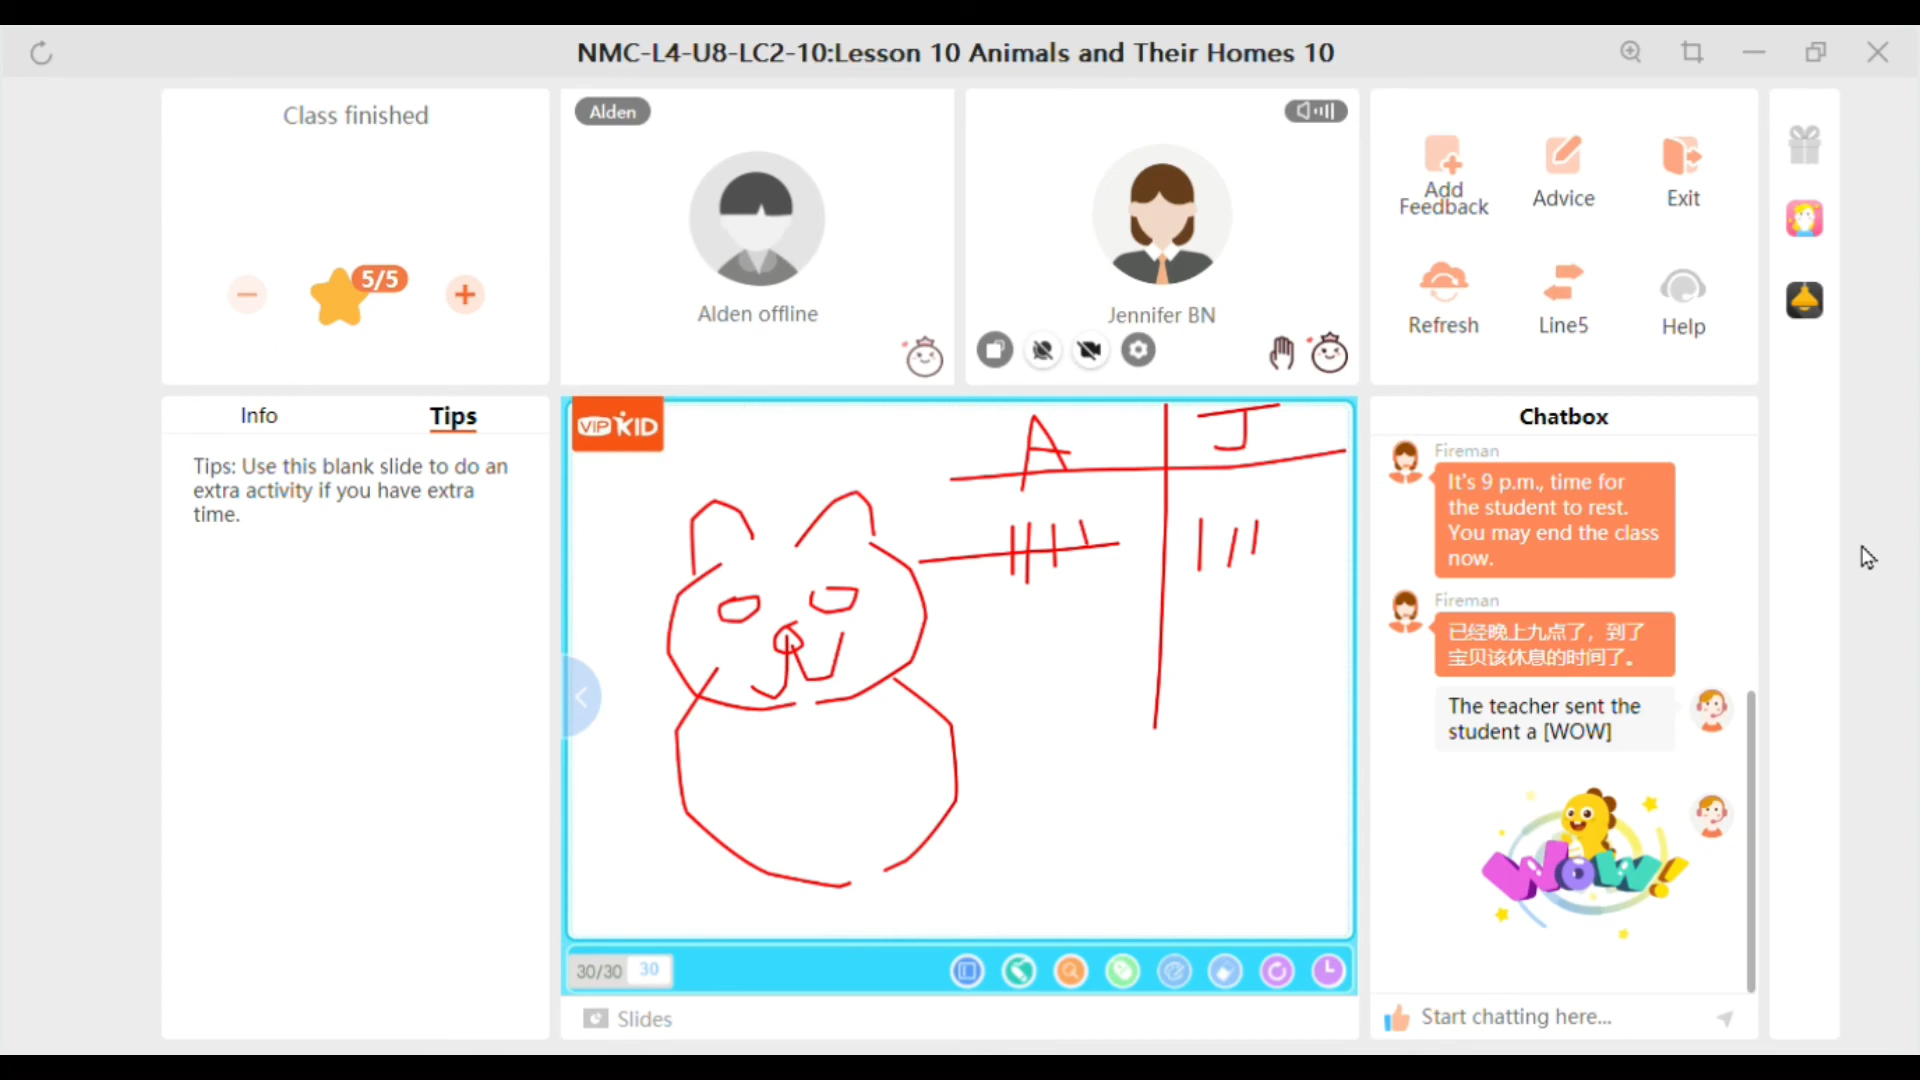 NMC-L4-U8-LC2-10:Lesson 10 Animals and Their Homes 10
Class finished
5/5
Alden
Alden offline
Jennifer BN
Add
Feedback
Advice
Exit
Refresh
Line5
Help
Info
Tips
Tips: Use this blank slide to do an
extra activity if you have extra
time.
VIPKID
A
J
30/30
30
Slides
Chatbox
Fireman
It's 9 p.m., time for
the student to rest.
You may end the class
now.
Fireman
已经晚上九点了，到了
宝贝该休息的时间了。
The teacher sent the
student a [WOW]
WOW!
Start chatting here...